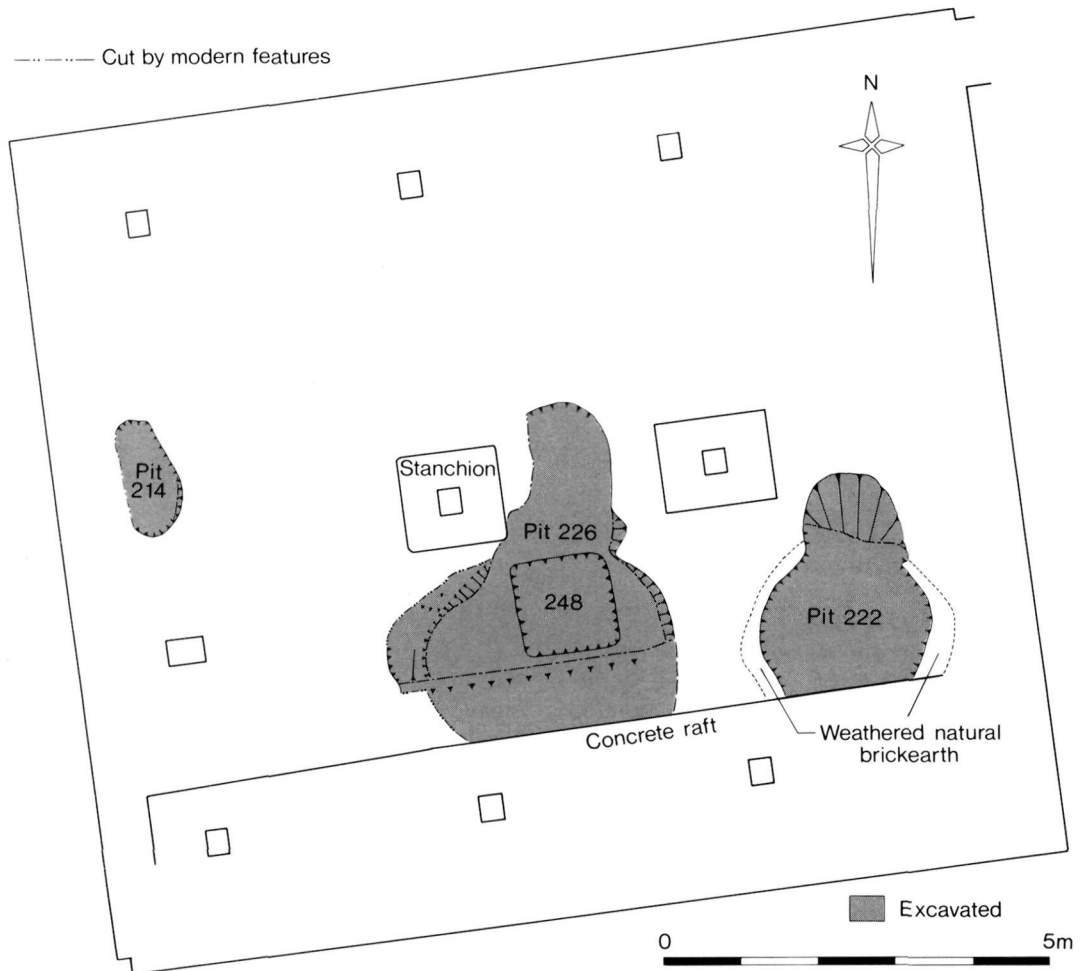 Cut by modern features
N
Pit
214
Stanchion
Pit 226
248
Pit 222
Concrete raft
Weathered natural
brickearth
Excavated
0 5m